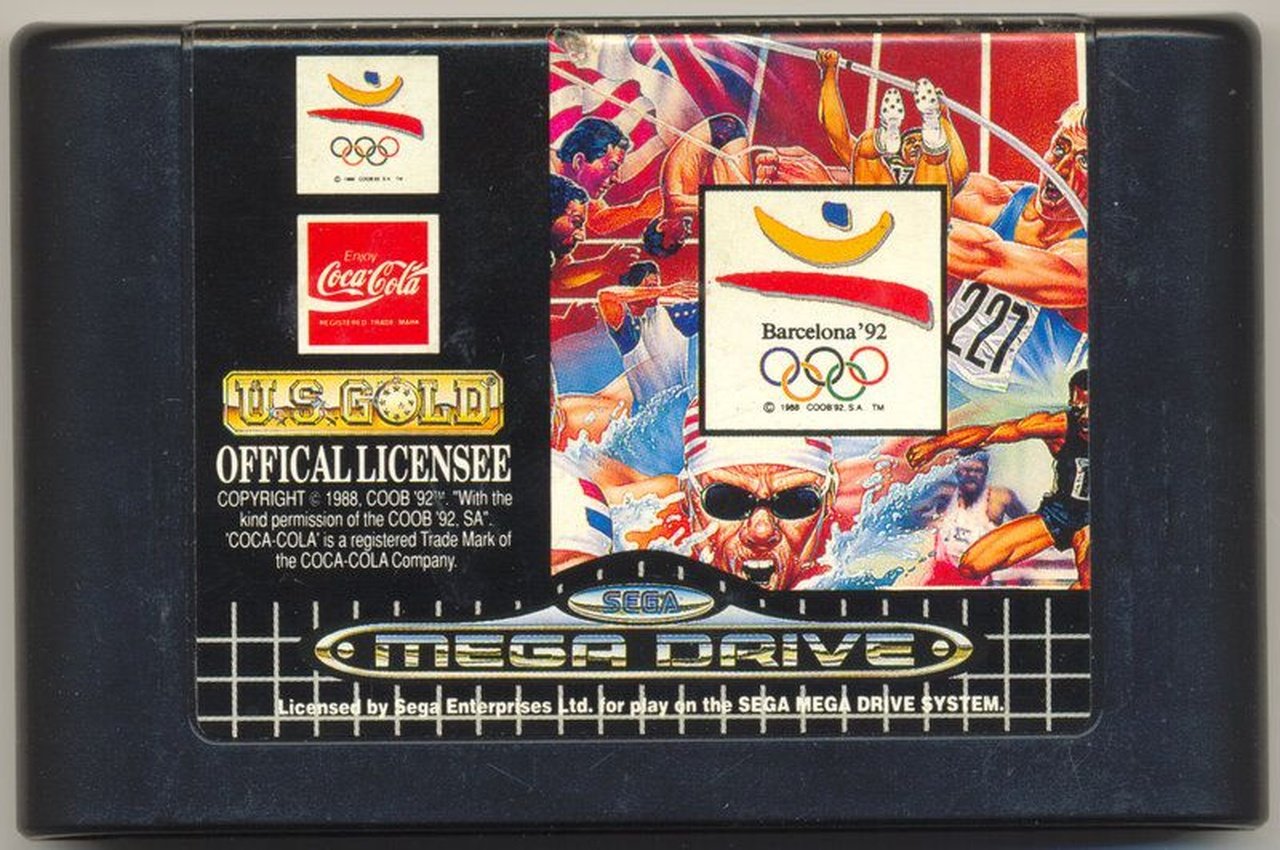 © 1988 COOB'92 S.A. TM
Enjoy
Coca-Cola
REGISTERED TRADE MARK
U.S. GOLD
OFFICAL LICENSEE
COPYRIGHT © 1988, COOB '92™. "With the
kind permission of the COOB '92, SA".
'COCA-COLA' is a registered Trade Mark of
the COCA-COLA Company.
Barcelona '92
© 1988 COOB'92, S.A. TM
227
SEGA
MEGA DRIVE
Licensed by Sega Enterprises Ltd. for play on the SEGA MEGA DRIVE SYSTEM.